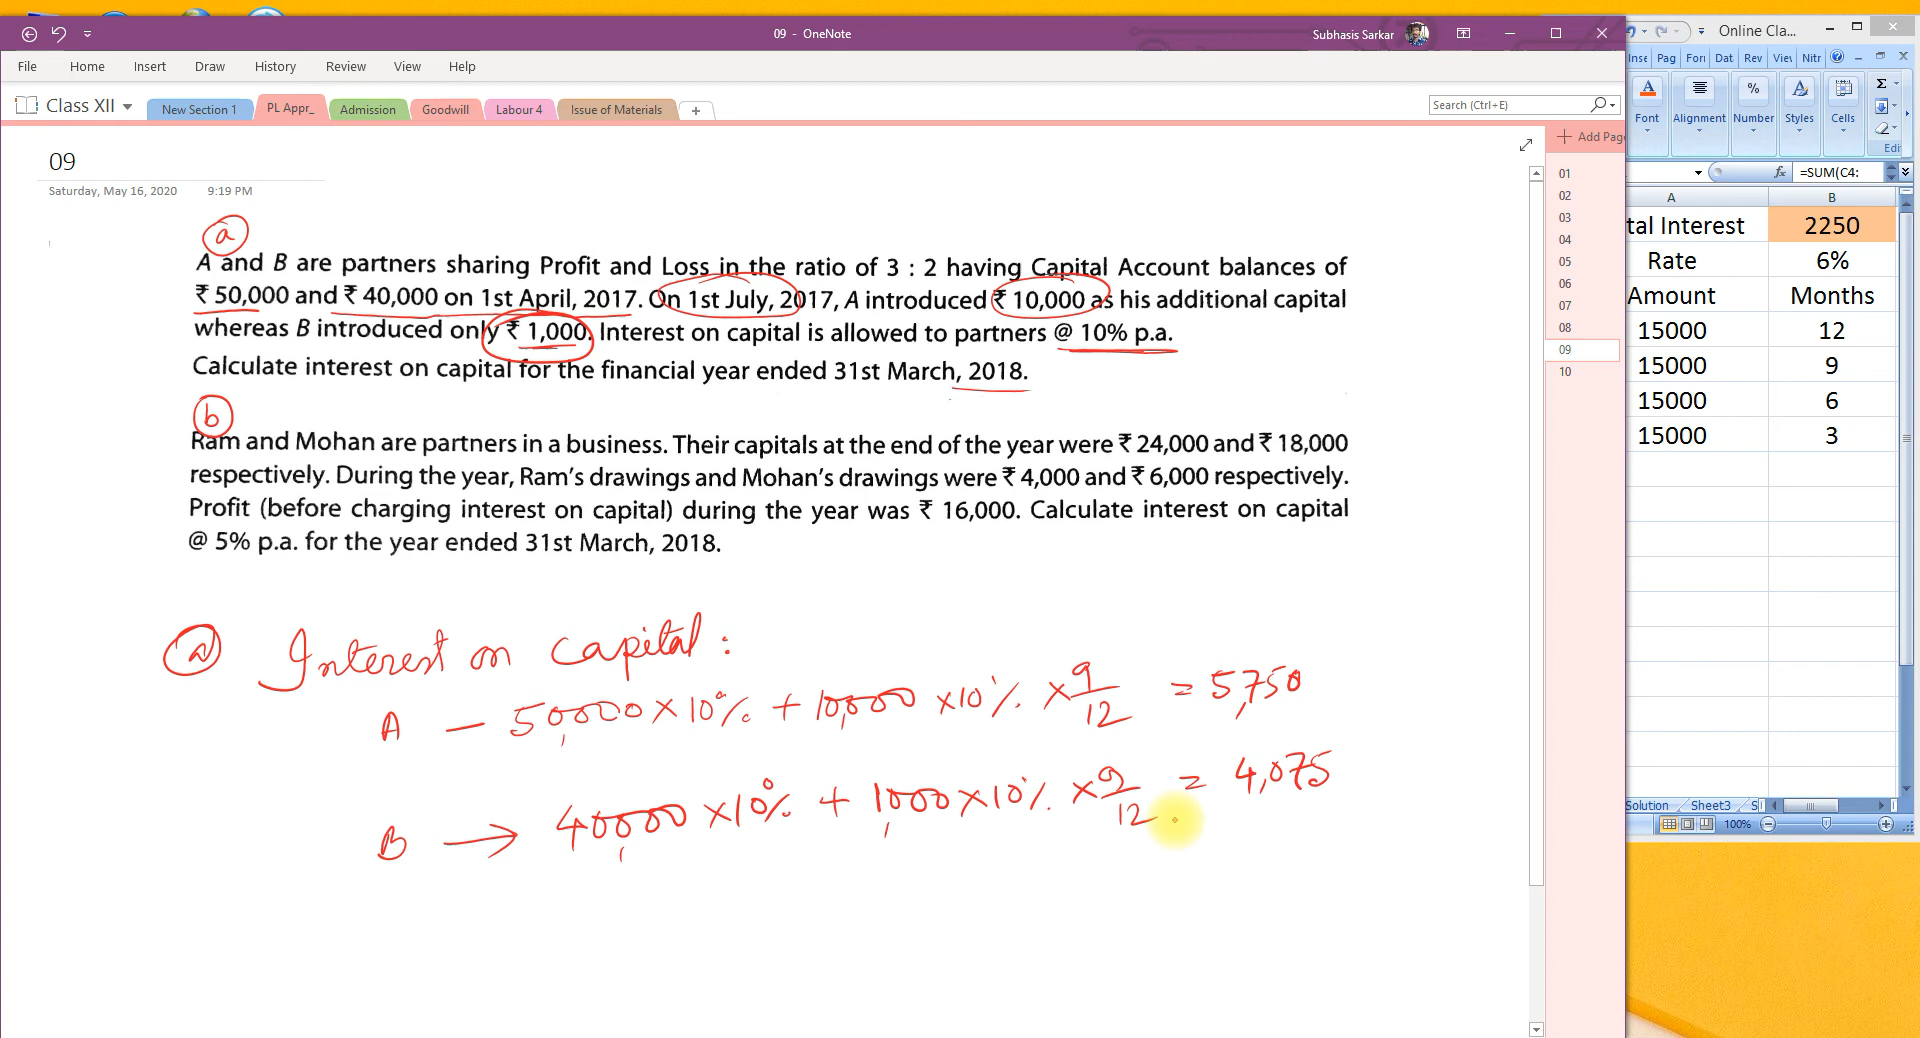 09 - OneNote
Subhasis Sarkar
Online Cla...
File Home Insert Draw History Review View Help
Class XII
New Section 1 PL Appr_ Admission Goodwill Labour 4 Issue of Materials +
Search (Ctrl+E)
Inse Pag Dat Rev Nitr
Font Alignment Number Styles Cells
Σ
%
Add Page
fx =SUM(C4:
09
Saturday, May 16, 2020 9:19 PM
a
A and B are partners sharing Profit and Loss in the ratio of 3 : 2 having Capital Account balances of
₹ 50,000 and ₹ 40,000 on 1st April, 2017. On 1st July, 2017, A introduced ₹ 10,000 as his additional capital
whereas B introduced only ₹ 1,000. Interest on capital is allowed to partners @ 10% p.a.
Calculate interest on capital for the financial year ended 31st March, 2018.
b
Ram and Mohan are partners in a business. Their capitals at the end of the year were ₹ 24,000 and ₹ 18,000
respectively. During the year, Ram's drawings and Mohan's drawings were ₹ 4,000 and ₹ 6,000 respectively.
Profit (before charging interest on capital) during the year was ₹ 16,000. Calculate interest on capital
@ 5% p.a. for the year ended 31st March, 2018.
a Interest on Capital :
A — 50,000 × 10% + 10,000 × 10% × 9/12 = 5,750
B → 40,000 × 10% + 1,000 × 10% × 9/12 = 4,075
01
02
03
04
05
06
07
08
09
10
A B
tal Interest 2250
Rate 6%
Amount Months
15000 12
15000 9
15000 6
15000 3
Solution Sheet3
100%